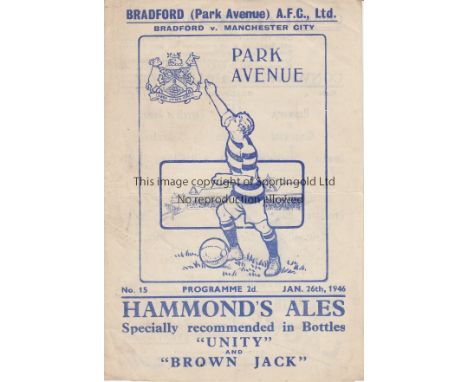 BRADFORD (Park Avenue) A.F.C., Ltd.
BRADFORD v. MANCHESTER CITY
PARK
AVENUE
This image copyright of sportingold Ltd
No reproduction allowed
No. 15 PROGRAMME 2d. JAN. 26th, 1946
HAMMOND'S ALES
Specially recommended in Bottles
"UNITY"
AND
"BROWN JACK"